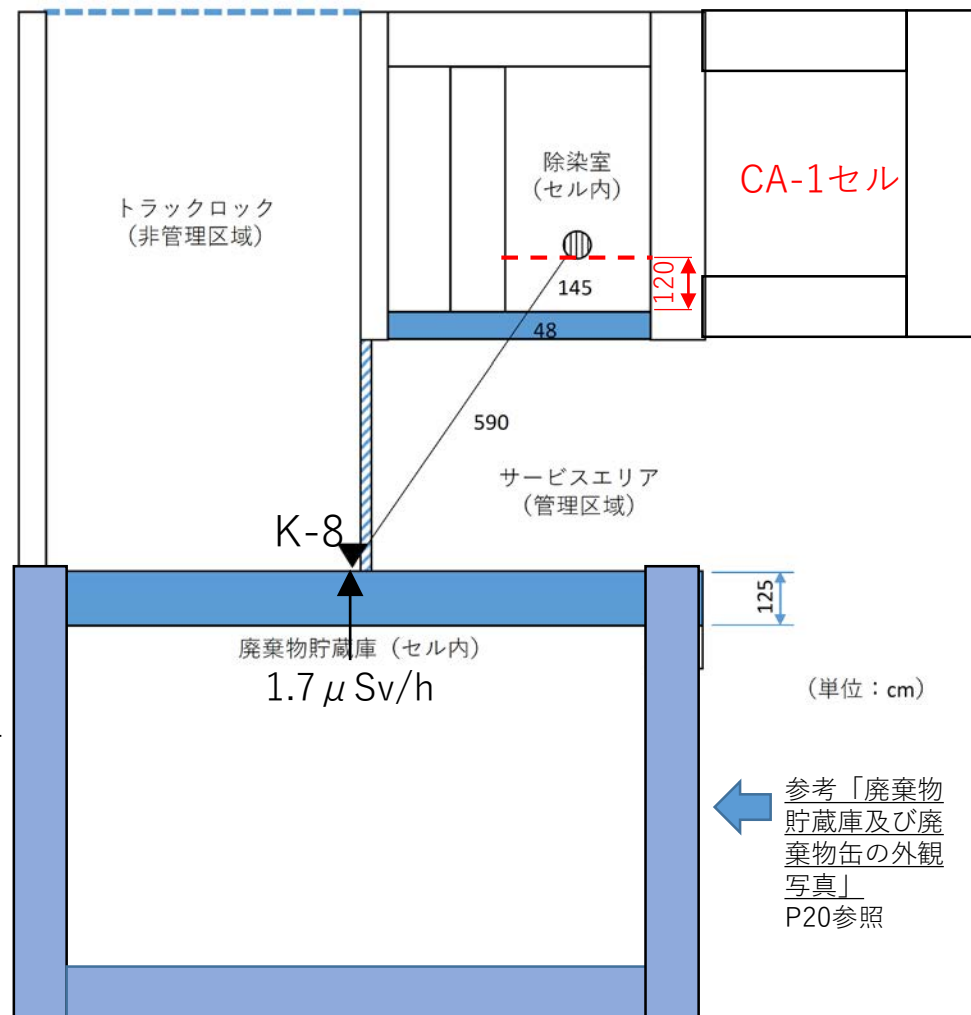 トラックロック
(非管理区域)
除染室
(セル内)
CA-1セル
120
145
48
590
サービスエリア
(管理区域)
K-8
125
廃棄物貯蔵庫(セル内)
1.7μSv/h
(単位:cm)
参考「廃棄物
貯蔵庫及び廃
棄物缶の外観
写真」
P20参照